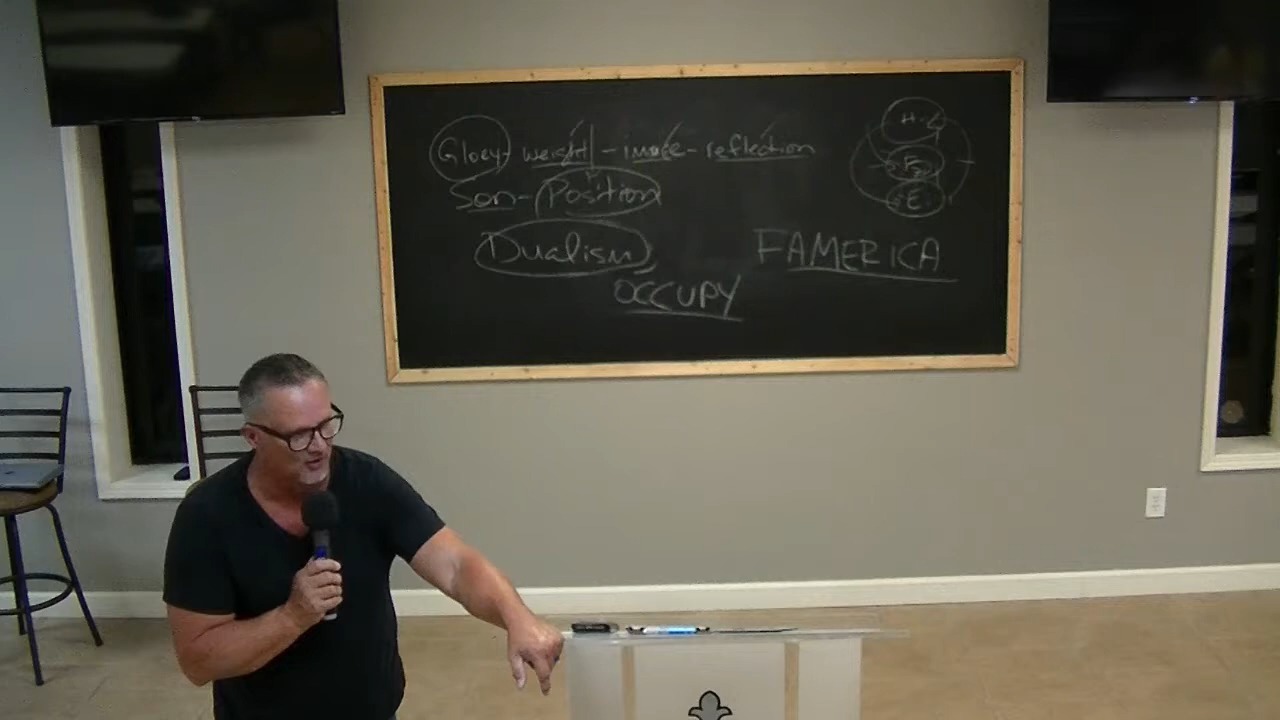 Glory weight - image - reflection
Son - Position
Dualism FAMERICA
OCCUPY
E